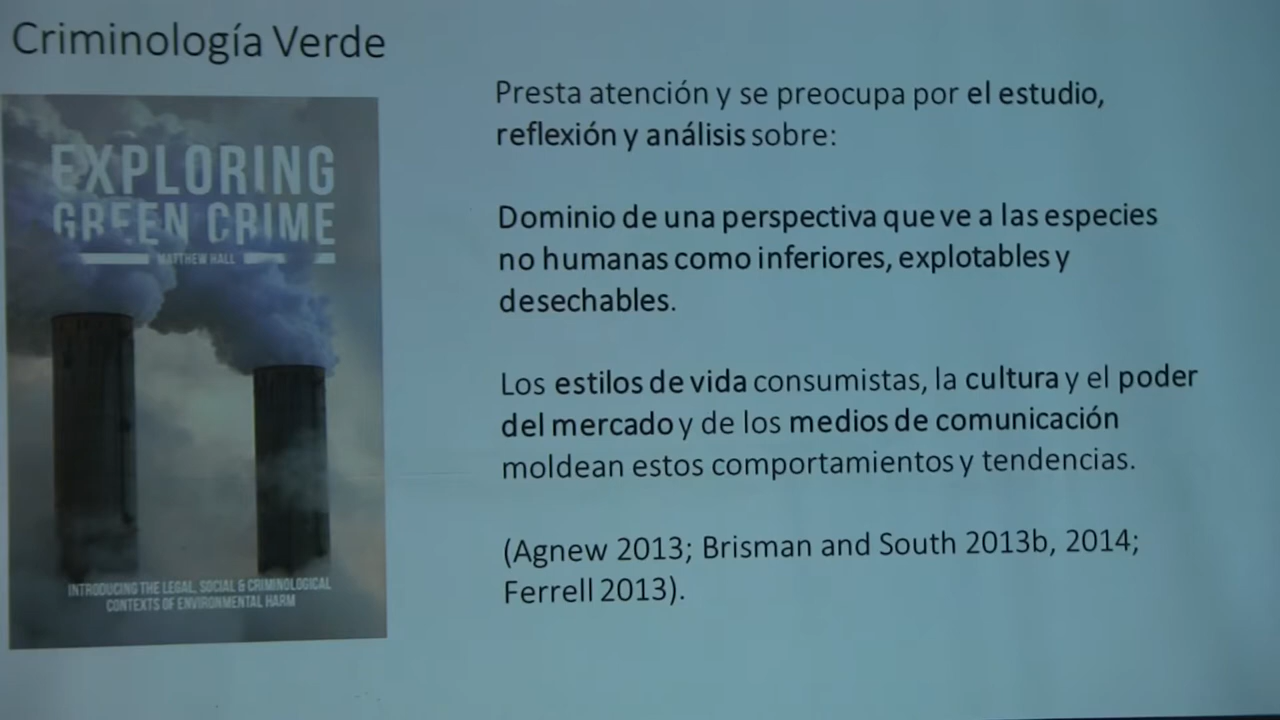 Criminología Verde
EXPLORING
GREEN CRIME
MATTHEW HALL
INTRODUCING THE LEGAL, SOCIAL & CRIMINOLOGICAL
CONTEXTS OF ENVIRONMENTAL HARM
Presta atención y se preocupa por el estudio,
reflexión y análisis sobre:
Dominio de una perspectiva que ve a las especies
no humanas como inferiores, explotables y
desechables.
Los estilos de vida consumistas, la cultura y el poder
del mercado y de los medios de comunicación
moldean estos comportamientos y tendencias.
(Agnew 2013; Brisman and South 2013b, 2014;
Ferrell 2013).